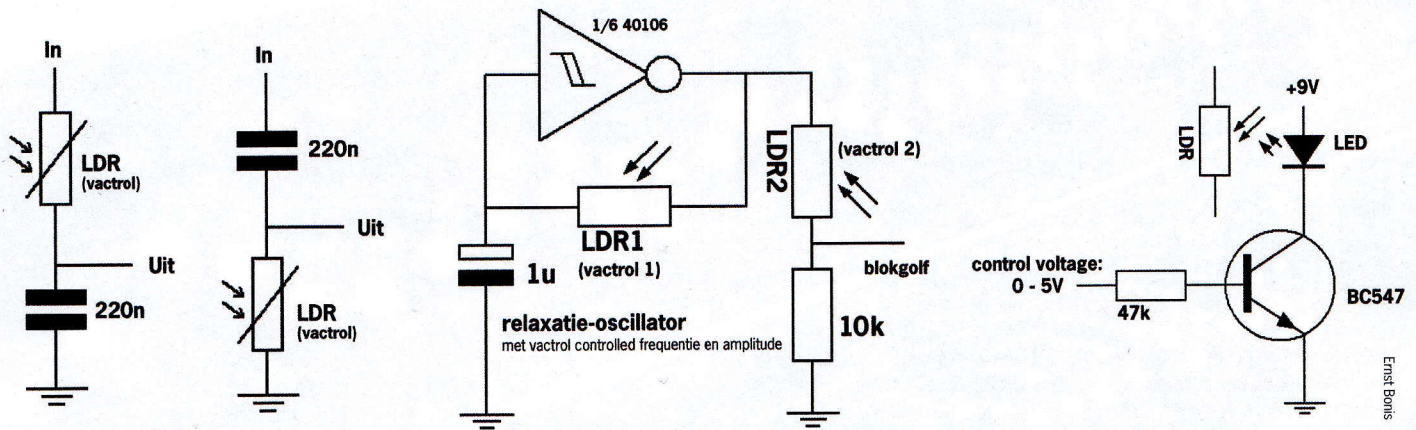 In
LDR
(vactrol)
Uit
220n
In
220n
Uit
LDR
(vactrol)
1/6 40106
LDR1
(vactrol 1)
1u
relaxatie-oscillator
met vactrol controlled frequentie en amplitude
LDR2
(vactrol 2)
blokgolf
10k
LDR
+9V
LED
control voltage:
0 - 5V
47k
BC547
Ernst Bonis